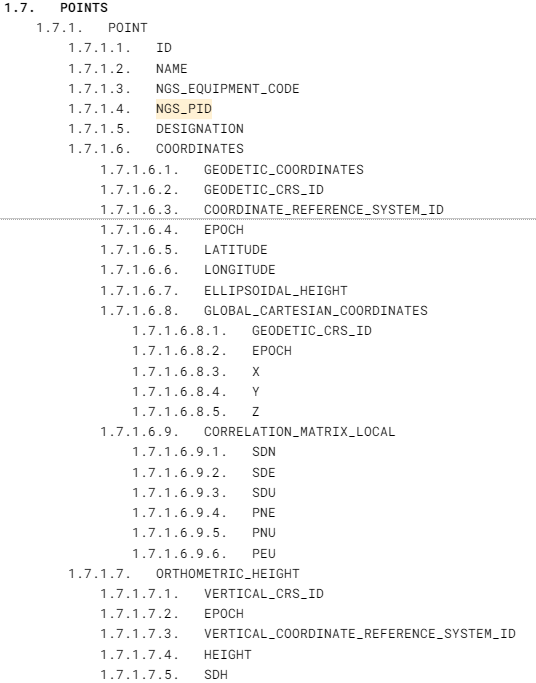 1.7. POINTS
1.7.1. POINT
1.7.1.1. ID
1.7.1.2. NAME
1.7.1.3. NGS_EQUIPMENT_CODE
1.7.1.4. NGS_PID
1.7.1.5. DESIGNATION
1.7.1.6. COORDINATES
1.7.1.6.1. GEODETIC_COORDINATES
1.7.1.6.2. GEODETIC_CRS_ID
1.7.1.6.3. COORDINATE_REFERENCE_SYSTEM_ID
1.7.1.6.4. EPOCH
1.7.1.6.5. LATITUDE
1.7.1.6.6. LONGITUDE
1.7.1.6.7. ELLIPSOIDAL_HEIGHT
1.7.1.6.8. GLOBAL_CARTESIAN_COORDINATES
1.7.1.6.8.1. GEODETIC_CRS_ID
1.7.1.6.8.2. EPOCH
1.7.1.6.8.3. X
1.7.1.6.8.4. Y
1.7.1.6.8.5. Z
1.7.1.6.9. CORRELATION_MATRIX_LOCAL
1.7.1.6.9.1. SDN
1.7.1.6.9.2. SDE
1.7.1.6.9.3. SDU
1.7.1.6.9.4. PNE
1.7.1.6.9.5. PNU
1.7.1.6.9.6. PEU
1.7.1.7. ORTHOMETRIC_HEIGHT
1.7.1.7.1. VERTICAL_CRS_ID
1.7.1.7.2. EPOCH
1.7.1.7.3. VERTICAL_COORDINATE_REFERENCE_SYSTEM_ID
1.7.1.7.4. HEIGHT
1.7.1.7.5. SDH